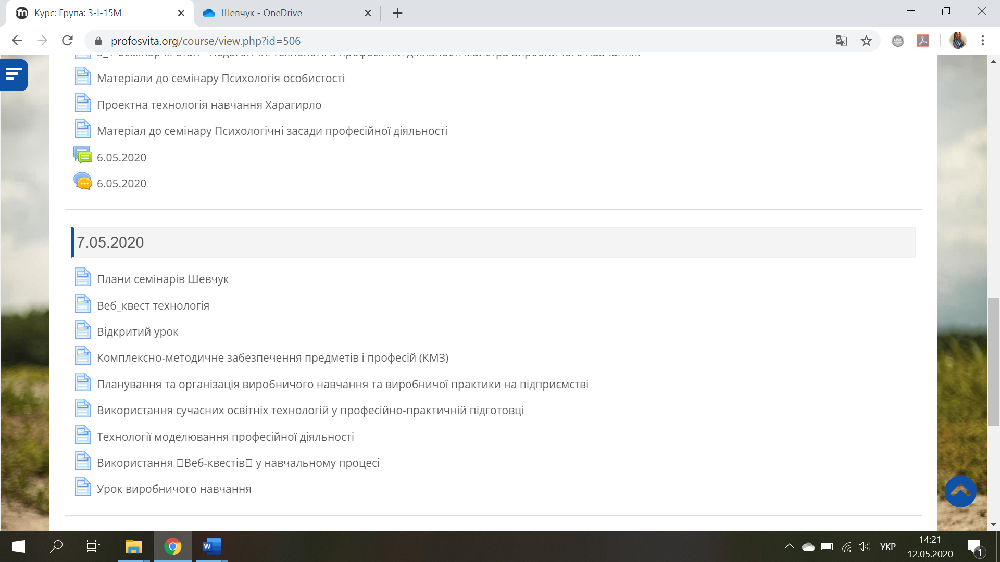 Курс: Група: 3-І-15М
Шевчук - OneDrive
profosvita.org/course/view.php?id=506
Матеріали до семінару Психологія особистості
Проектна технологія навчання Харагирло
Матеріал до семінару Психологічні засади професійної діяльності
6.05.2020
6.05.2020
7.05.2020
Плани семінарів Шевчук
Веб_квест технологія
Відкритий урок
Комплексно-методичне забезпечення предметів і професій (КМЗ)
Планування та організація виробничого навчання та виробничої практики на підприємстві
Використання сучасних освітніх технологій у професійно-практичній підготовці
Технології моделювання професійної діяльності
Використання □Веб-квестів□ у навчальному процесі
Урок виробничого навчання
УКР
14:21
12.05.2020
1